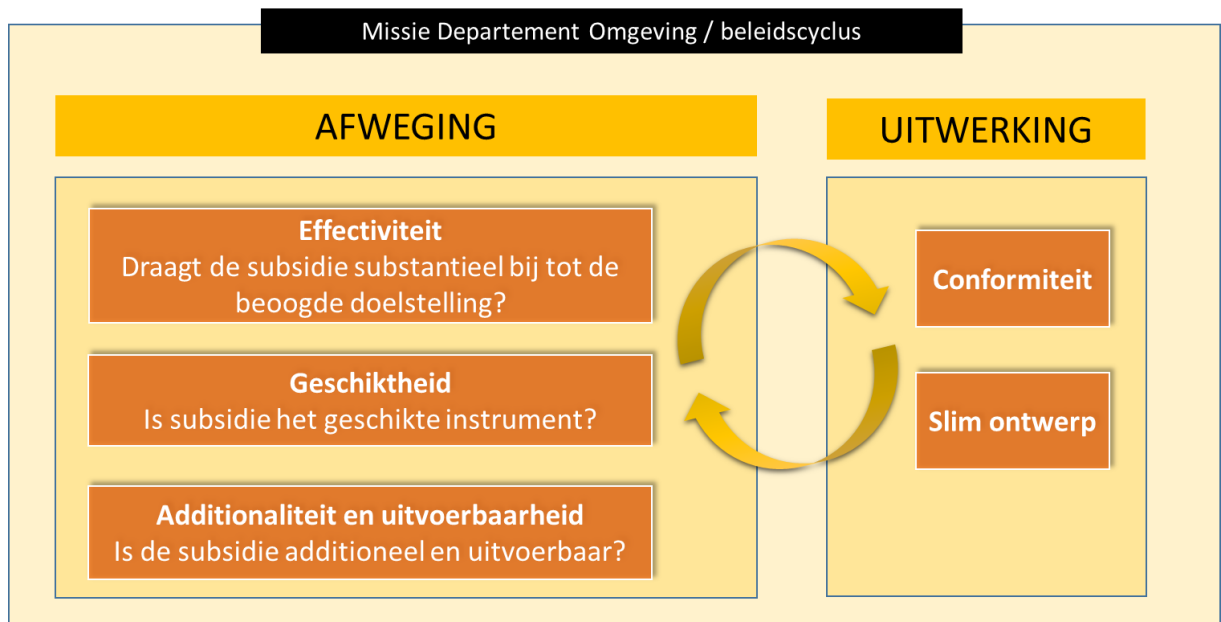 Missie Departement Omgeving / beleidscyclus
AFWEGING
Effectiviteit
Draagt de subsidie substantieel bij tot de
beoogde doelstelling?
Geschiktheid
Is subsidie het geschikte instrument?
Additionaliteit en uitvoerbaarheid
Is de subsidie additioneel en uitvoerbaar?
UITWERKING
Conformiteit
Slim ontwerp